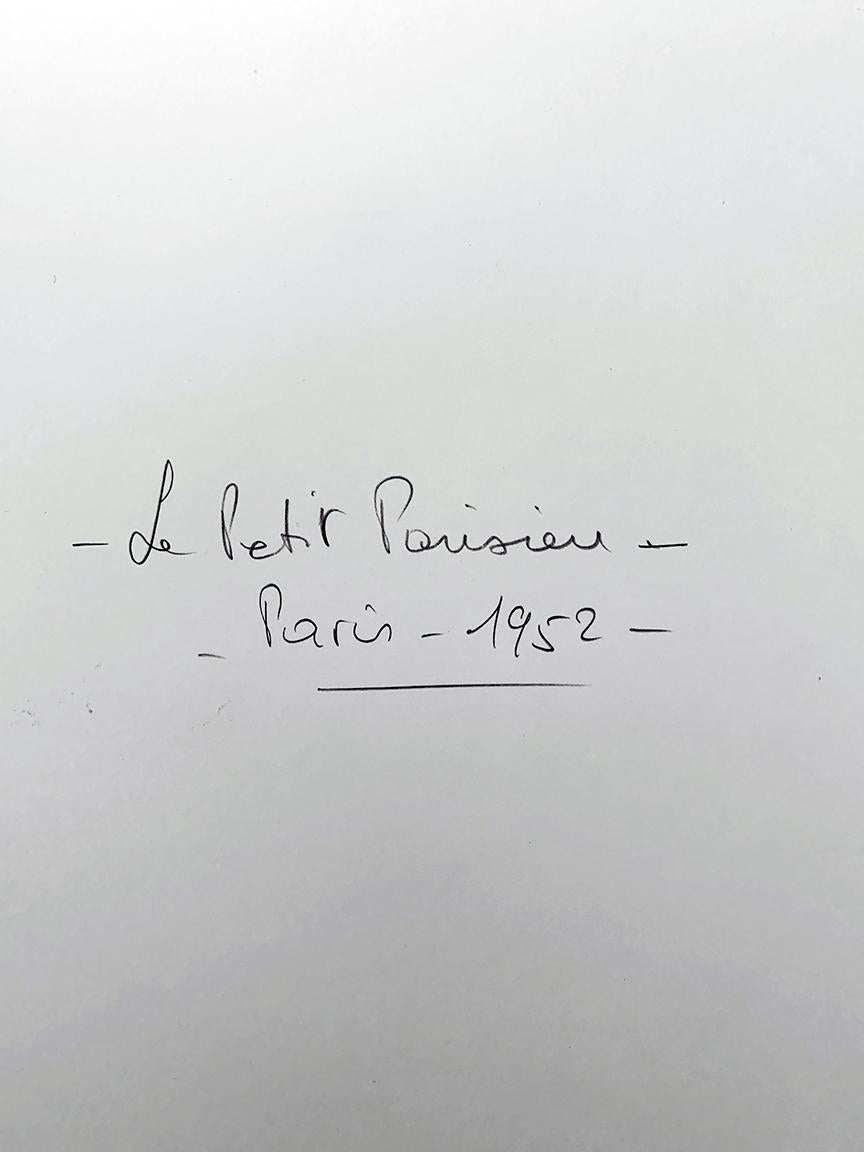 - Le Petit Parisien -
- Paris - 1952 -